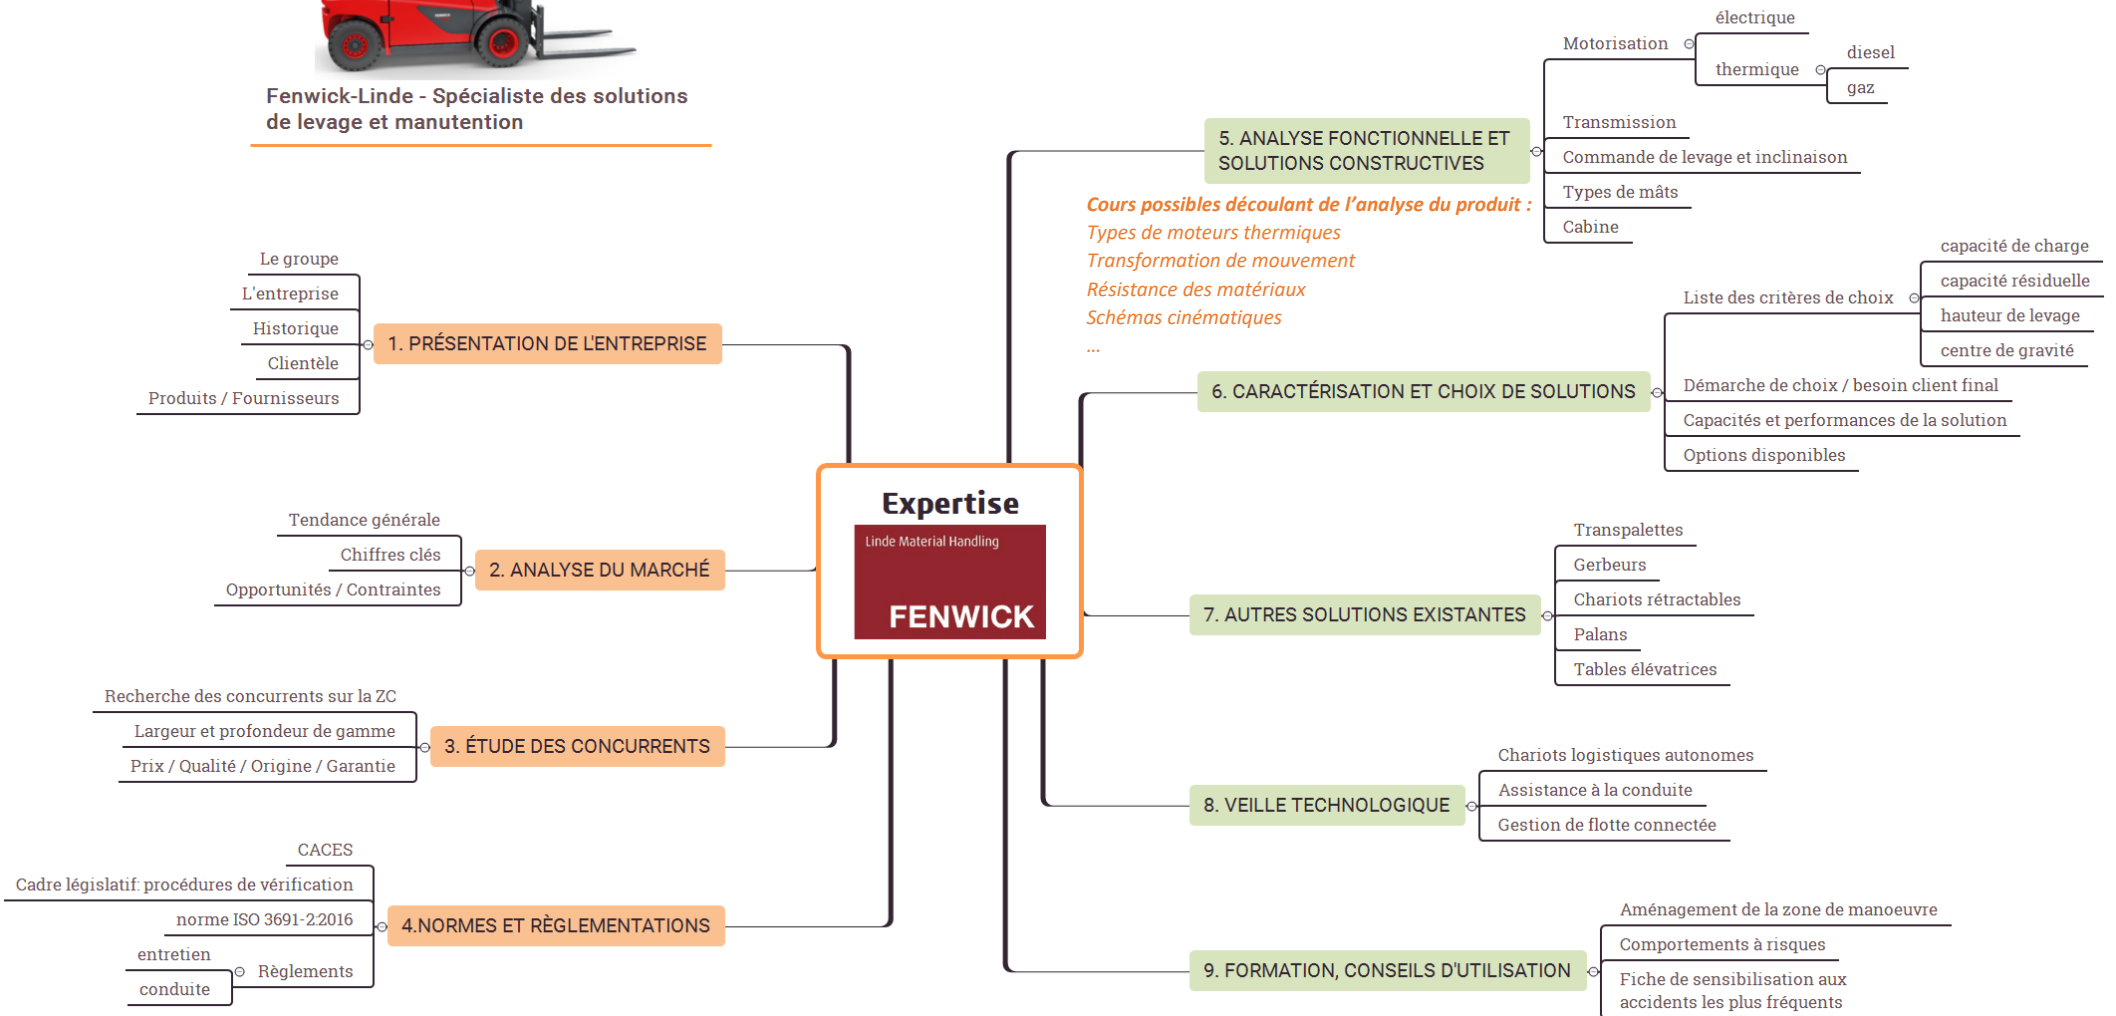 Fenwick-Linde - Spécialiste des solutions
de levage et manutention
Expertise
Linde Material Handling
FENWICK
1. PRÉSENTATION DE L'ENTREPRISE
Le groupe
L'entreprise
Historique
Clientèle
Produits / Fournisseurs
2. ANALYSE DU MARCHÉ
Tendance générale
Chiffres clés
Opportunités / Contraintes
3. ÉTUDE DES CONCURRENTS
Recherche des concurrents sur la ZC
Largeur et profondeur de gamme
Prix / Qualité / Origine / Garantie
4.NORMES ET RÈGLEMENTATIONS
CACES
Cadre législatif: procédures de vérification
norme ISO 3691-2:2016
Règlements
entretien
conduite
5. ANALYSE FONCTIONNELLE ET
SOLUTIONS CONSTRUCTIVES
Motorisation
électrique
thermique
diesel
gaz
Transmission
Commande de levage et inclinaison
Types de mâts
Cabine
Cours possibles découlant de l'analyse du produit :
Types de moteurs thermiques
Transformation de mouvement
Résistance des matériaux
Schémas cinématiques
...
6. CARACTÉRISATION ET CHOIX DE SOLUTIONS
Liste des critères de choix
capacité de charge
capacité résiduelle
hauteur de levage
centre de gravité
Démarche de choix / besoin client final
Capacités et performances de la solution
Options disponibles
7. AUTRES SOLUTIONS EXISTANTES
Transpalettes
Gerbeurs
Chariots rétractables
Palans
Tables élévatrices
8. VEILLE TECHNOLOGIQUE
Chariots logistiques autonomes
Assistance à la conduite
Gestion de flotte connectée
9. FORMATION, CONSEILS D'UTILISATION
Aménagement de la zone de manoeuvre
Comportements à risques
Fiche de sensibilisation aux
accidents les plus fréquents